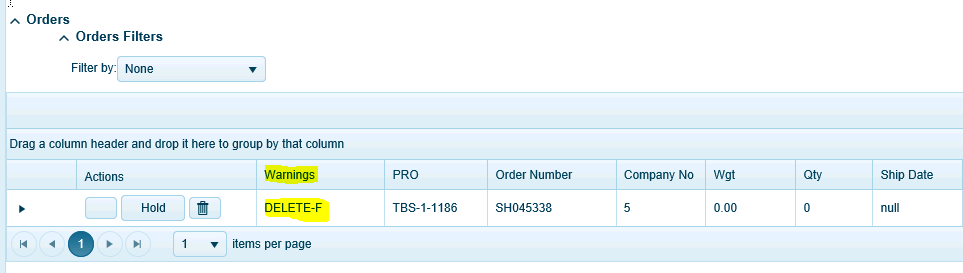 Orders
Orders Filters
Filter by: None
Drag a column header and drop it here to group by that column
Actions Warnings PRO Order Number Company No Wgt Qty Ship Date
Hold DELETE-F TBS-1-1186 SH045338 5 0.00 0 null
1 1 items per page